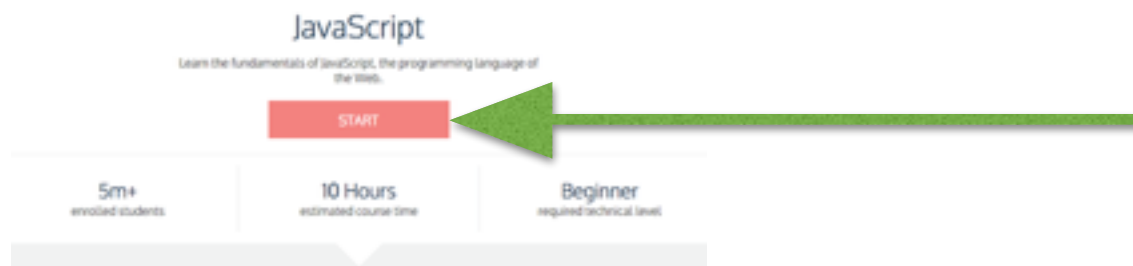 JavaScript
Learn the fundamentals of JavaScript, the programming language of
the Web.
START
5m+
enrolled students
10 Hours
estimated course time
Beginner
required technical level